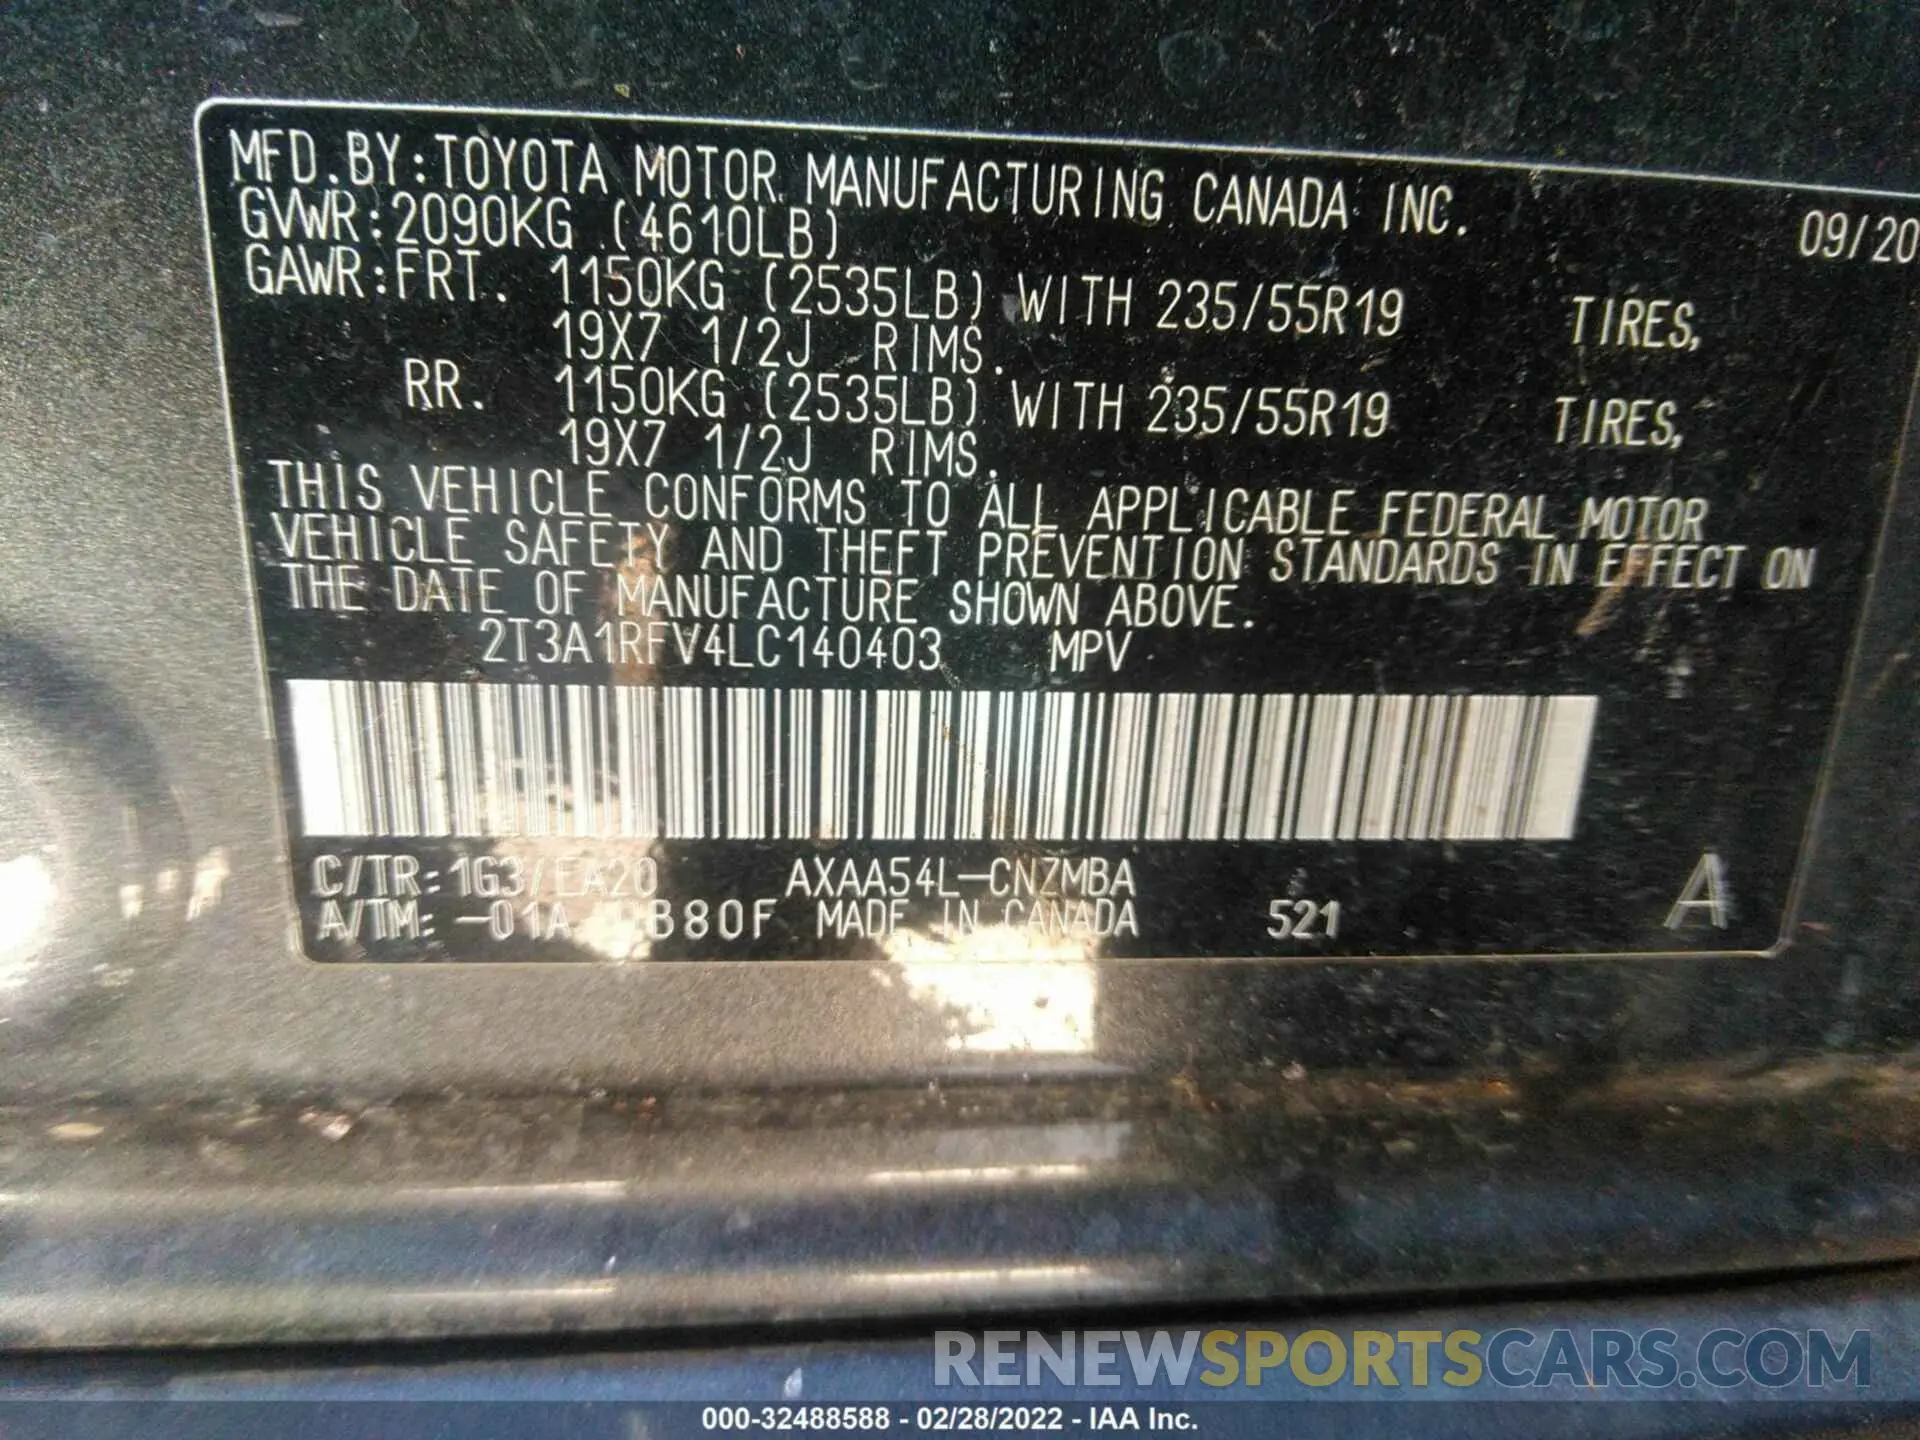 MFD.BY:TOYOTA MOTOR MANUFACTURING CANADA INC.
09/20
GVWR:2090KG (4610LB)
GAWR:FRT. 1150KG (2535LB) WITH 235/55R19 TIRES,
19X7 1/2J RIMS.
RR. 1150KG (2535LB) WITH 235/55R19 TIRES,
19X7 1/2J RIMS.
THIS VEHICLE CONFORMS TO ALL APPLICABLE FEDERAL MOTOR
VEHICLE SAFETY AND THEFT PREVENTION STANDARDS IN EFFECT ON
THE DATE OF MANUFACTURE SHOWN ABOVE.
2T3A1RFV4LC140403 MPV
C/TR:1G3/EA20 AXAA54L-CNZMBA
A/TM:-01A MADE IN CANADA 521 A
RENEWSPORTSCARS.COM
000-32488588 - 02/28/2022 - IAA Inc.